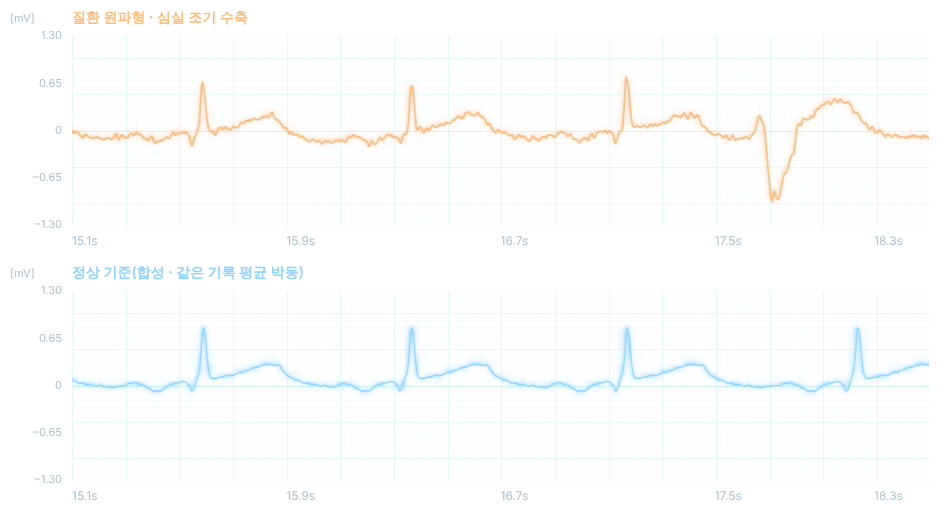 [mV] 질환 원파형 · 심실 조기 수축
1.30
0.65
0
−0.65
−1.30
15.1s 15.9s 16.7s 17.5s 18.3s
[mV] 정상 기준(합성 · 같은 기록 평균 박동)
1.30
0.65
0
−0.65
−1.30
15.1s 15.9s 16.7s 17.5s 18.3s